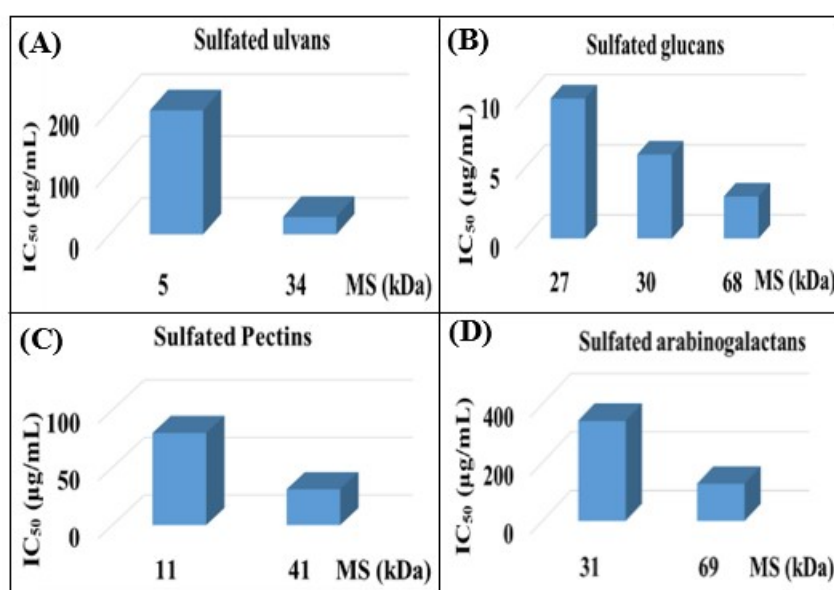 (A)
Sulfated ulvans
IC₅₀ (µg/mL)
200
100
0
5 34 MS (kDa)
(B)
Sulfated glucans
IC₅₀ (µg/mL)
10
5
0
27 30 68 MS (kDa)
(C)
Sulfated Pectins
IC₅₀ (µg/mL)
100
50
0
11 41 MS (kDa)
(D)
Sulfated arabinogalactans
IC₅₀ (µg/mL)
400
200
0
31 69 MS (kDa)